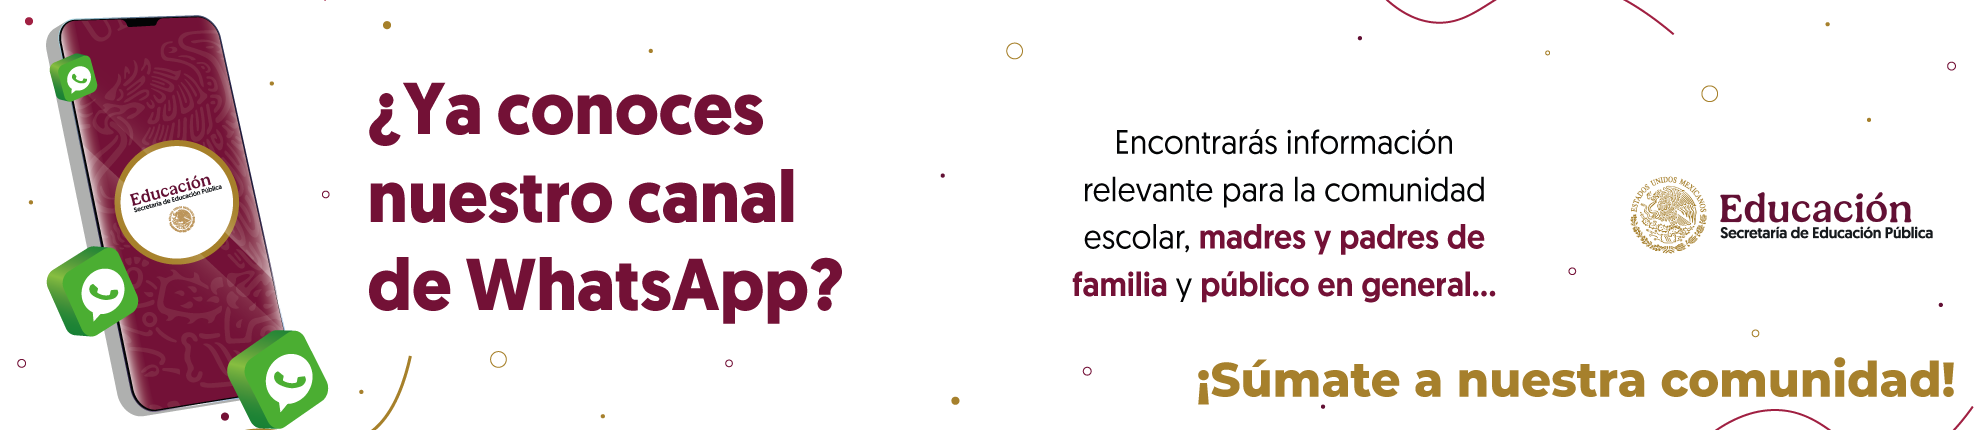 Educación
Secretaría de Educación Pública
¿Ya conoces
nuestro canal
de WhatsApp?
Encontrarás información
relevante para la comunidad
escolar, madres y padres de
familia y público en general...
ESTADOS UNIDOS MEXICANOS
Educación
Secretaría de Educación Pública
¡Súmate a nuestra comunidad!